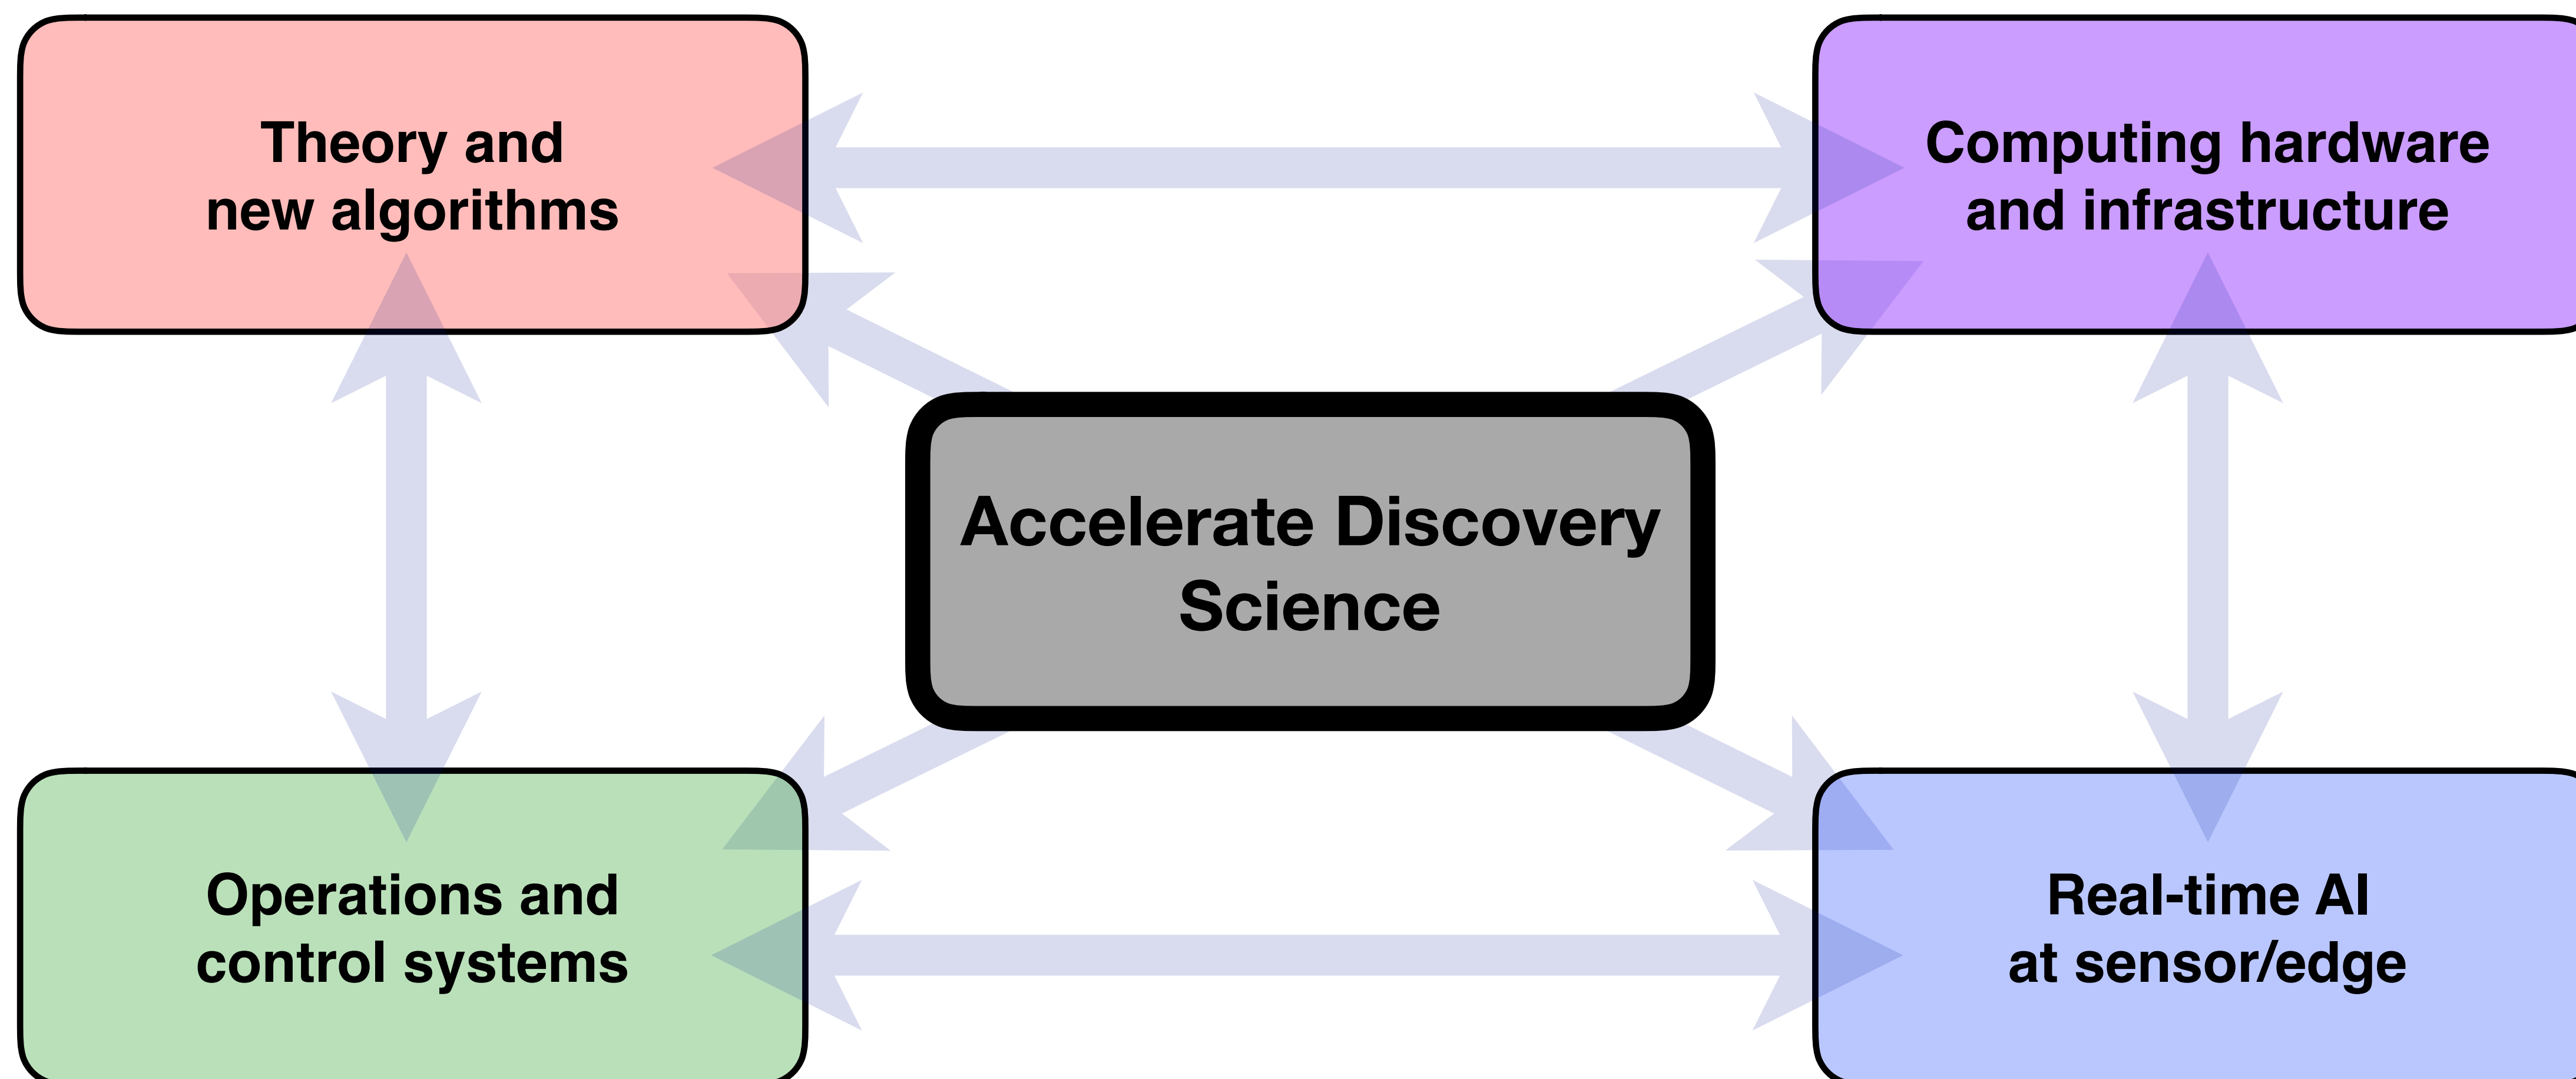 Theory and
new algorithms
Computing hardware
and infrastructure
Accelerate Discovery
Science
Operations and
control systems
Real-time AI
at sensor/edge